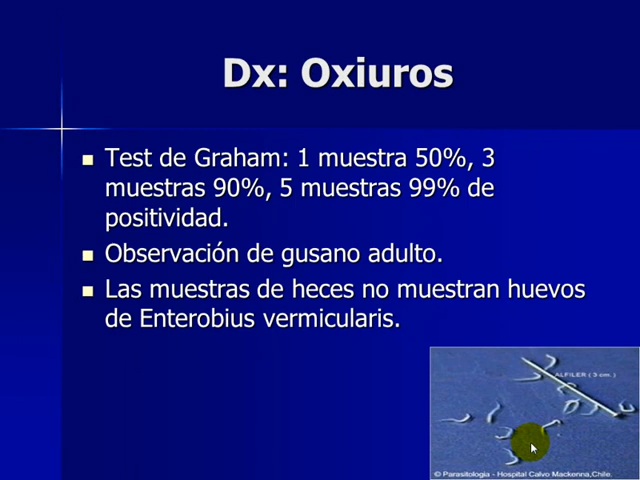 Dx: Oxiuros
Test de Graham: 1 muestra 50%, 3
muestras 90%, 5 muestras 99% de
positividad.
Observación de gusano adulto.
Las muestras de heces no muestran huevos
de Enterobius vermicularis.
ALFILER ( 3 cm. )
© Parasitologia - Hospital Calvo Mackenna,Chile.